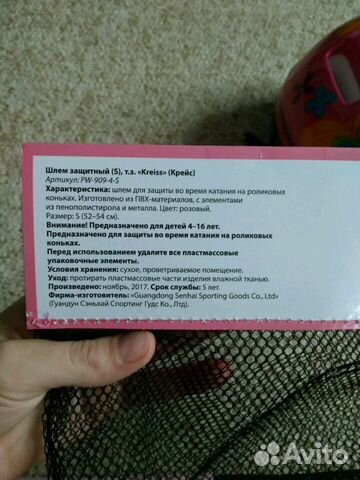 Шлем защитный (S), т.з. «Kreiss» (Крейс)
Артикул: PW-909-4-S
Характеристика: шлем для защиты во время катания на роликовых
коньках. Изготовлено из ПВХ-материалов, с элементами
из пенополистирола и металла. Цвет: розовый.
Размер: S (52–54 см).
Внимание! Предназначено для детей 4–16 лет.
Предназначено для защиты во время катания на роликовых
коньках.
Перед использованием удалите все пластмассовые
упаковочные элементы.
Условия хранения: сухое, проветриваемое помещение.
Уход: протирать пластмассовые части изделия влажной тканью.
Произведено: ноябрь, 2017. Срок службы: 5 лет.
Фирма-изготовитель: «Guangdong Senhai Sporting Goods Co., Ltd»
(Гуандун Сэньхай Спортинг Гудс Ко., Лтд).
Avito